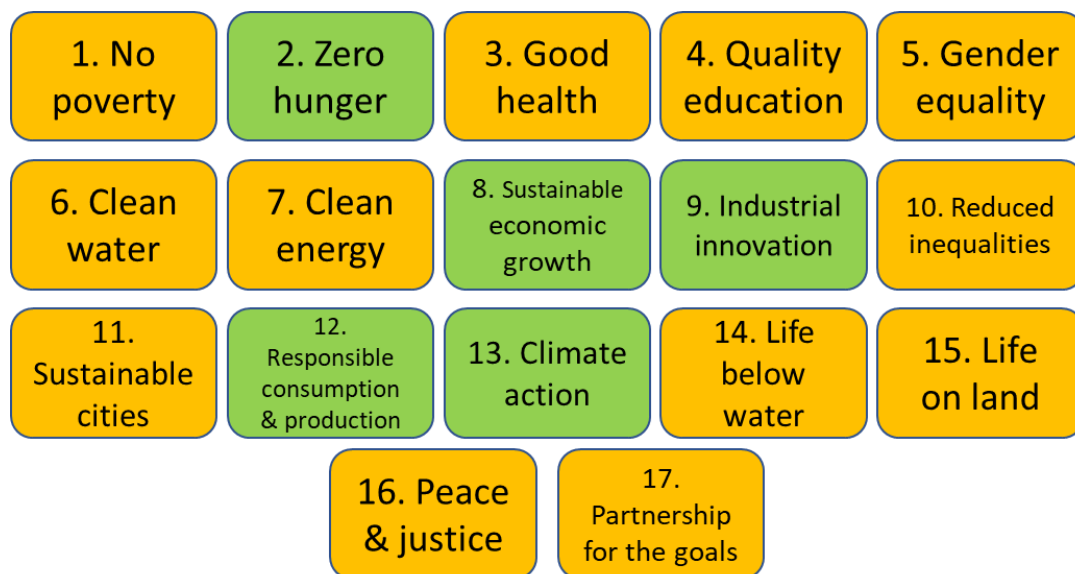 1. No
poverty
2. Zero
hunger
3. Good
health
4. Quality
education
5. Gender
equality
6. Clean
water
7. Clean
energy
8. Sustainable
economic
growth
9. Industrial
innovation
10. Reduced
inequalities
11.
Sustainable
cities
12.
Responsible
consumption
& production
13. Climate
action
14. Life
below
water
15. Life
on land
16. Peace
& justice
17.
Partnership
for the goals